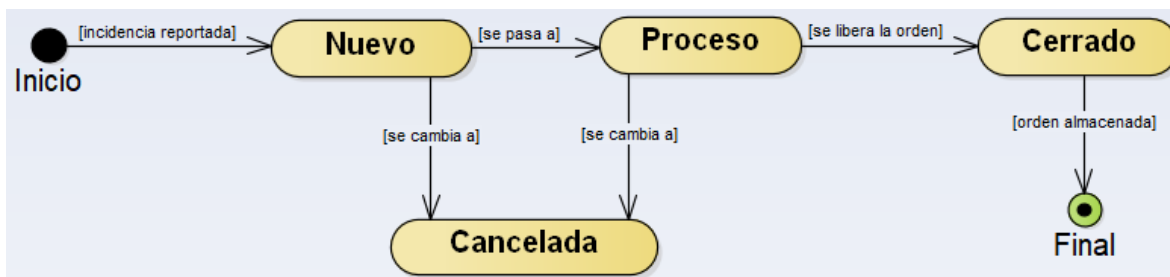 [incidencia reportada]
Nuevo
[se pasa a]
Proceso
[se libera la orden]
Cerrado
Inicio
[se cambia a]
[se cambia a]
[orden almacenada]
Cancelada
Final